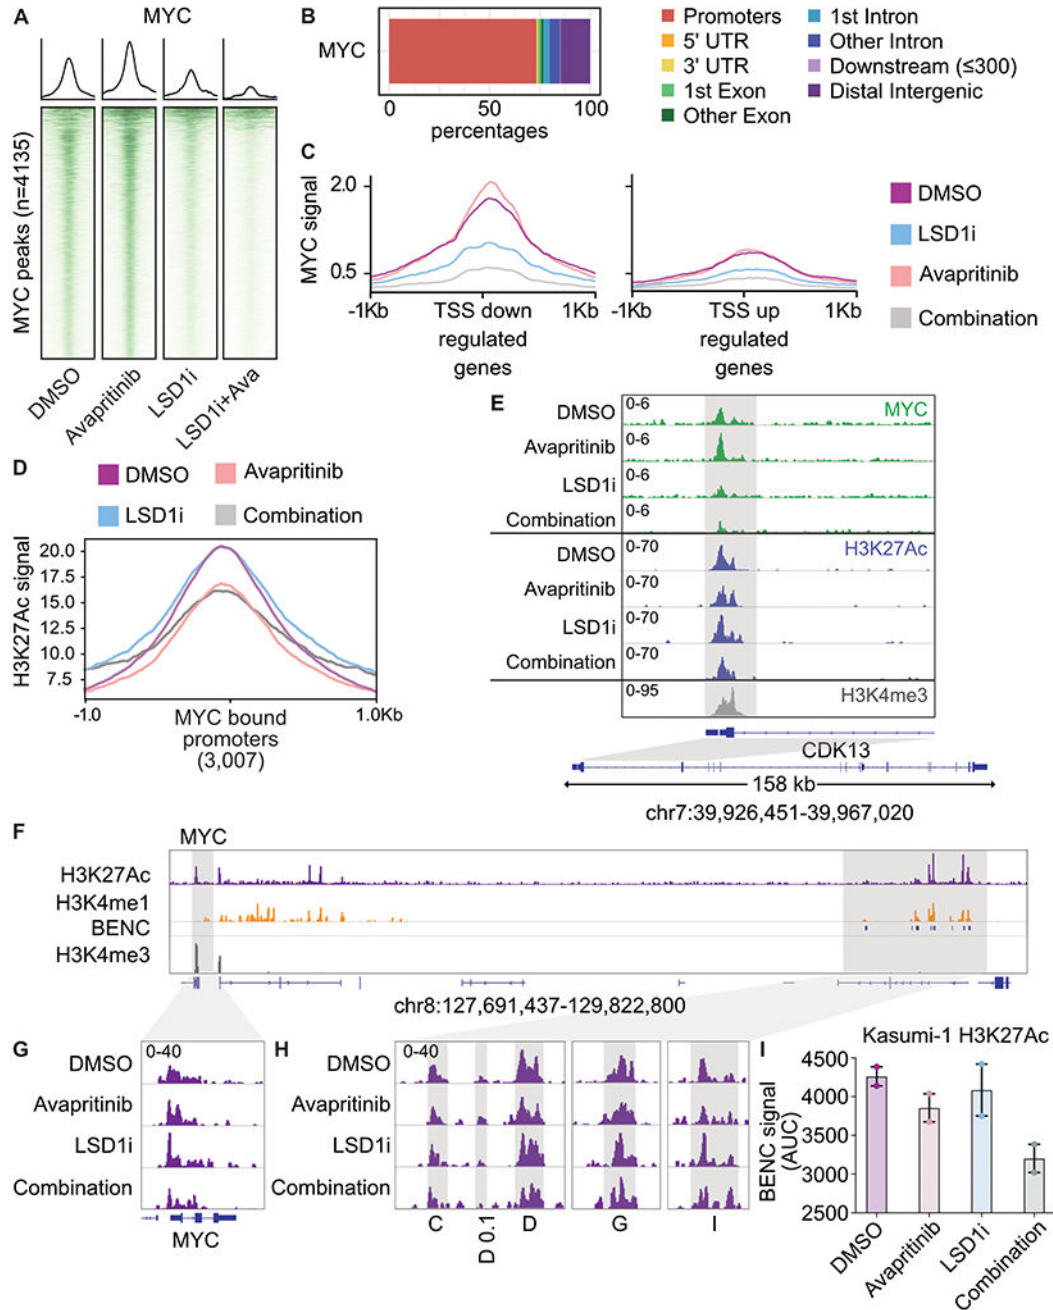 A
MYC
MYC peaks (n=4135)
DMSO
Avapritinib
LSD1i
LSD1i+Ava
B
MYC
0
50
100
percentages
Promoters
5' UTR
3' UTR
1st Exon
Other Exon
1st Intron
Other Intron
Downstream (≤300)
Distal Intergenic
C
MYC signal
2.0
0.5
-1Kb
TSS down
regulated
genes
1Kb
-1Kb
TSS up
regulated
genes
1Kb
DMSO
LSD1i
Avapritinib
Combination
D
DMSO
Avapritinib
LSD1i
Combination
H3K27Ac signal
20.0
17.5
15.0
12.5
10.0
7.5
-1.0
MYC bound
promoters
(3,007)
1.0Kb
E
DMSO
0-6
MYC
Avapritinib
0-6
LSD1i
0-6
Combination
0-6
DMSO
0-70
H3K27Ac
Avapritinib
0-70
LSD1i
0-70
Combination
0-70
0-95
H3K4me3
CDK13
158 kb
chr7:39,926,451-39,967,020
F
MYC
H3K27Ac
H3K4me1
BENC
H3K4me3
chr8:127,691,437-129,822,800
G
0-40
DMSO
Avapritinib
LSD1i
Combination
MYC
H
0-40
DMSO
Avapritinib
LSD1i
Combination
C
D 0.1
D
G
I
I
Kasumi-1 H3K27Ac
BENC signal
(AUC)
4500
4000
3500
3000
2500
DMSO
Avapritinib
LSD1i
Combination